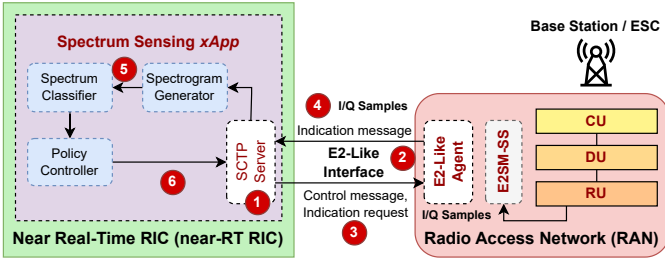 Spectrum Sensing xApp
5
Spectrum
Classifier
Spectrogram
Generator
Policy
Controller
6
SCTP
Server
1
4
I/Q Samples
Indication message
E2-Like
Interface
2
Control message,
Indication request
3
Near Real-Time RIC (near-RT RIC)
Base Station / ESC
E2-Like
Agent
E2SM-SS
CU
DU
RU
I/Q Samples
Radio Access Network (RAN)